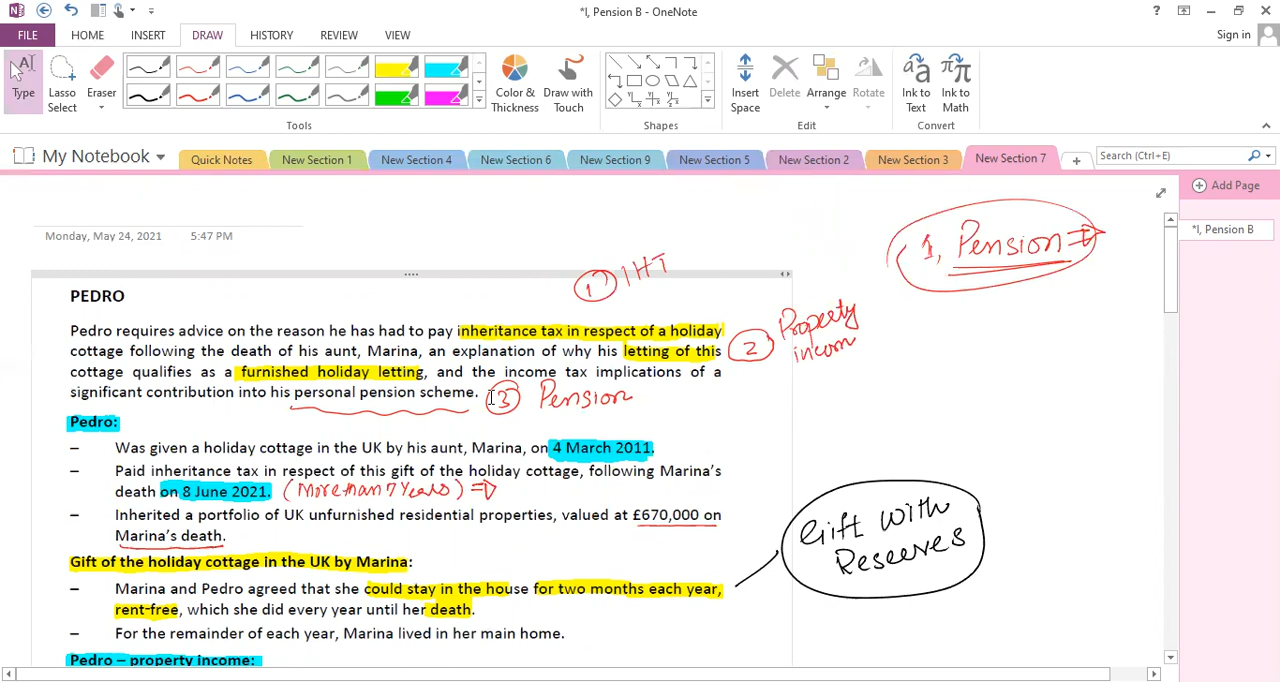 *I, Pension B - OneNote
?
FILE HOME INSERT DRAW HISTORY REVIEW VIEW
Sign in
Type
Lasso Select
Eraser
Color & Thickness
Draw with Touch
Insert Space
Delete
Arrange
Rotate
Ink to Text
Ink to Math
Tools
Shapes
Edit
Convert
My Notebook
Quick Notes New Section 1 New Section 4 New Section 6 New Section 9 New Section 5 New Section 2 New Section 3 New Section 7 +
Search (Ctrl+E)
Add Page
*I, Pension B
Monday, May 24, 2021 5:47 PM
1, Pension
1 IHT
PEDRO
Pedro requires advice on the reason he has had to pay inheritance tax in respect of a holiday
cottage following the death of his aunt, Marina, an explanation of why his letting of this
cottage qualifies as a furnished holiday letting, and the income tax implications of a
significant contribution into his personal pension scheme.
2 Property
incom
3 Pension
Pedro:
– Was given a holiday cottage in the UK by his aunt, Marina, on 4 March 2011.
– Paid inheritance tax in respect of this gift of the holiday cottage, following Marina's
death on 8 June 2021. (More than 7 Years)
– Inherited a portfolio of UK unfurnished residential properties, valued at £670,000 on
Marina's death.
Gift with
Reserves
Gift of the holiday cottage in the UK by Marina:
– Marina and Pedro agreed that she could stay in the house for two months each year,
rent-free, which she did every year until her death.
– For the remainder of each year, Marina lived in her main home.
Pedro – property income: